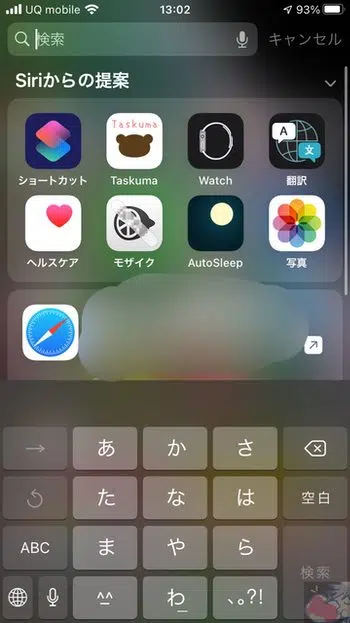 UQ mobile 13:02 93%
検索 キャンセル
Siriからの提案
Taskuma
ショートカット Taskuma Watch 翻訳
A 文
ヘルスケア モザイク AutoSleep 写真
→ あ か さ
た な は 空白
ABC ま や ら
検索
^^ わ_ 、。?!